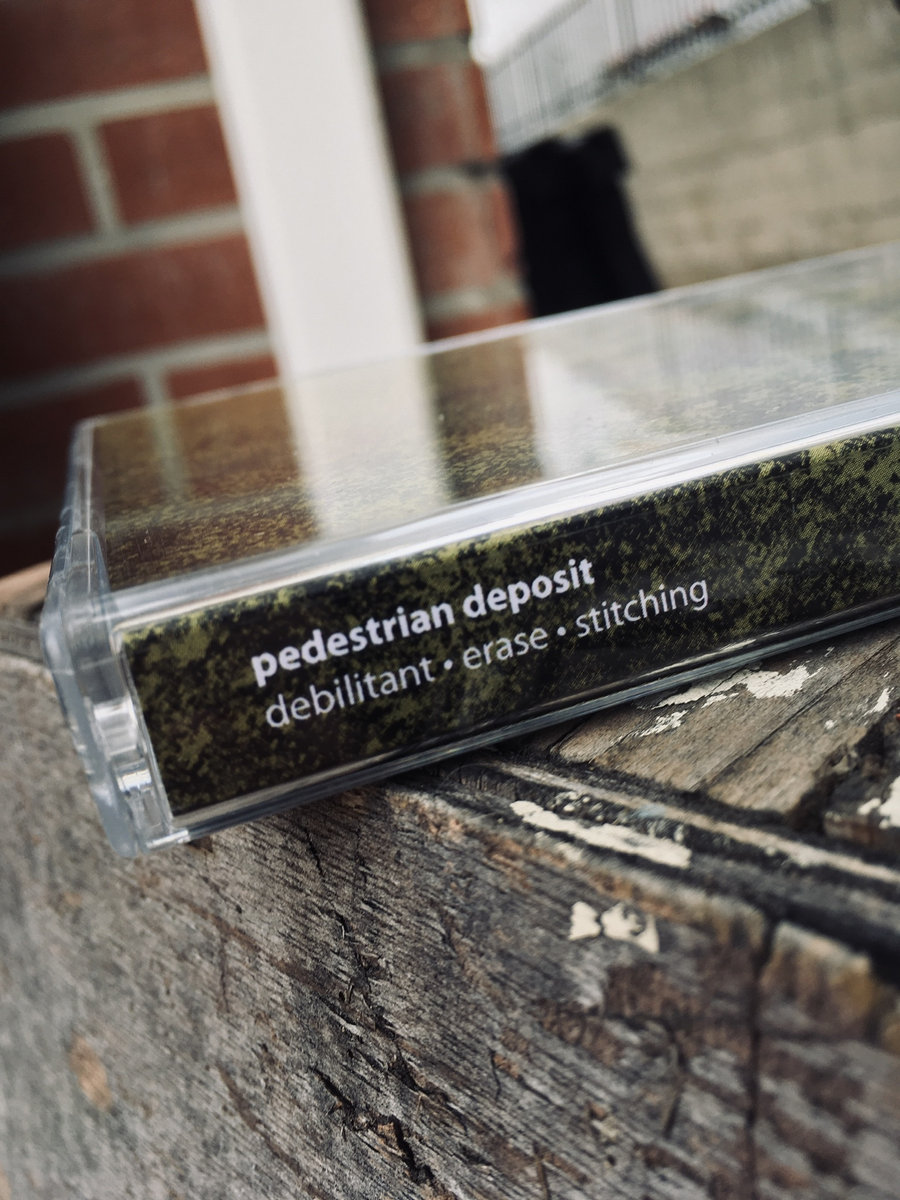 pedestrian deposit
debilitant • erase • stitching